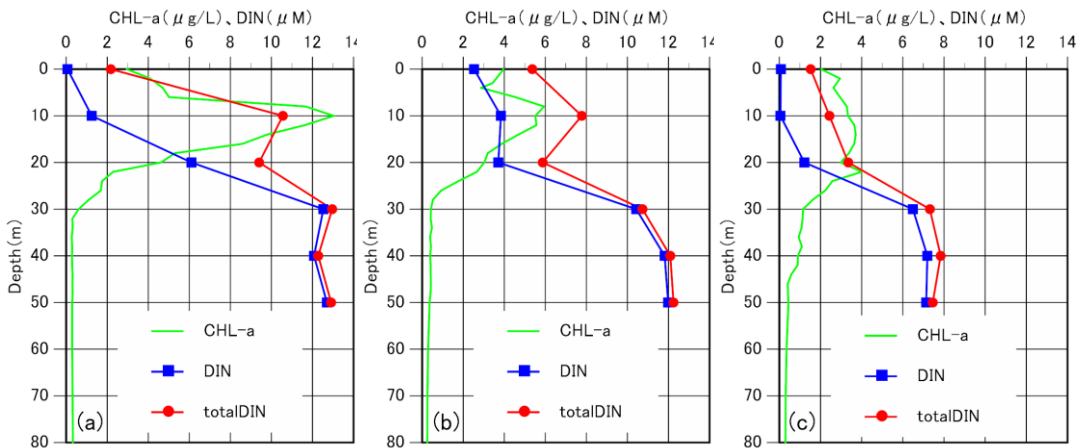 CHL-a(μg/L)、DIN(μM)
0 2 4 6 8 10 12 14
0
10
20
30
40
50
60
70
80
Depth(m)
CHL-a
DIN
totalDIN
(a)
CHL-a(μg/L)、DIN(μM)
0 2 4 6 8 10 12 14
0
10
20
30
40
50
60
70
80
Depth(m)
CHL-a
DIN
totalDIN
(b)
CHL-a(μg/L)、DIN(μM)
0 2 4 6 8 10 12 14
0
10
20
30
40
50
60
70
80
Depth(m)
CHL-a
DIN
totalDIN
(c)